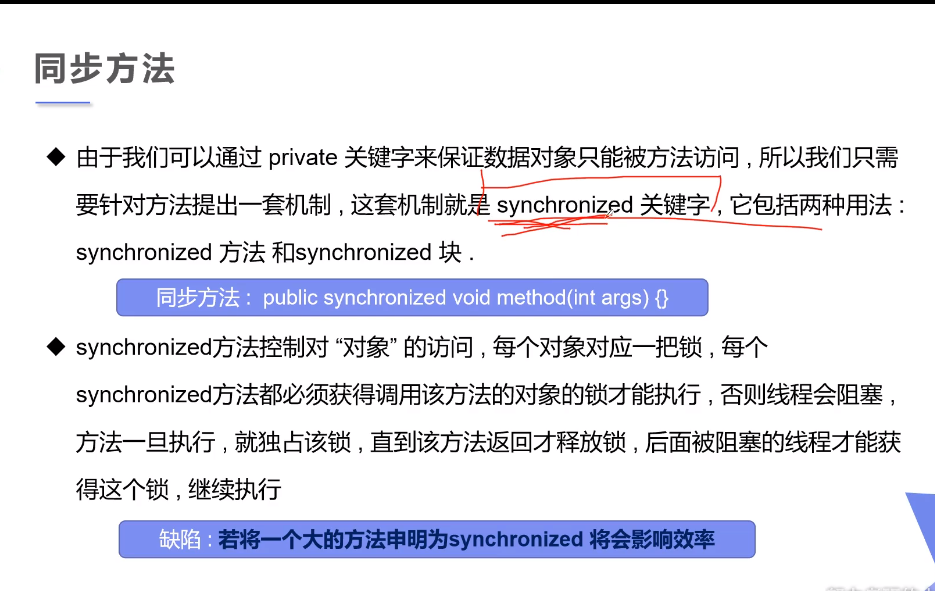 同步方法
◆ 由于我们可以通过 private 关键字来保证数据对象只能被方法访问 , 所以我们只需
要针对方法提出一套机制 , 这套机制就是 synchronized 关键字 , 它包括两种用法 :
synchronized 方法 和synchronized 块 .
同步方法 : public synchronized void method(int args) {}
◆ synchronized方法控制对 “对象” 的访问 , 每个对象对应一把锁 , 每个
synchronized方法都必须获得调用该方法的对象的锁才能执行 , 否则线程会阻塞 ,
方法一旦执行 , 就独占该锁 , 直到该方法返回才释放锁 , 后面被阻塞的线程才能获
得这个锁 , 继续执行
缺陷 : 若将一个大的方法申明为synchronized 将会影响效率